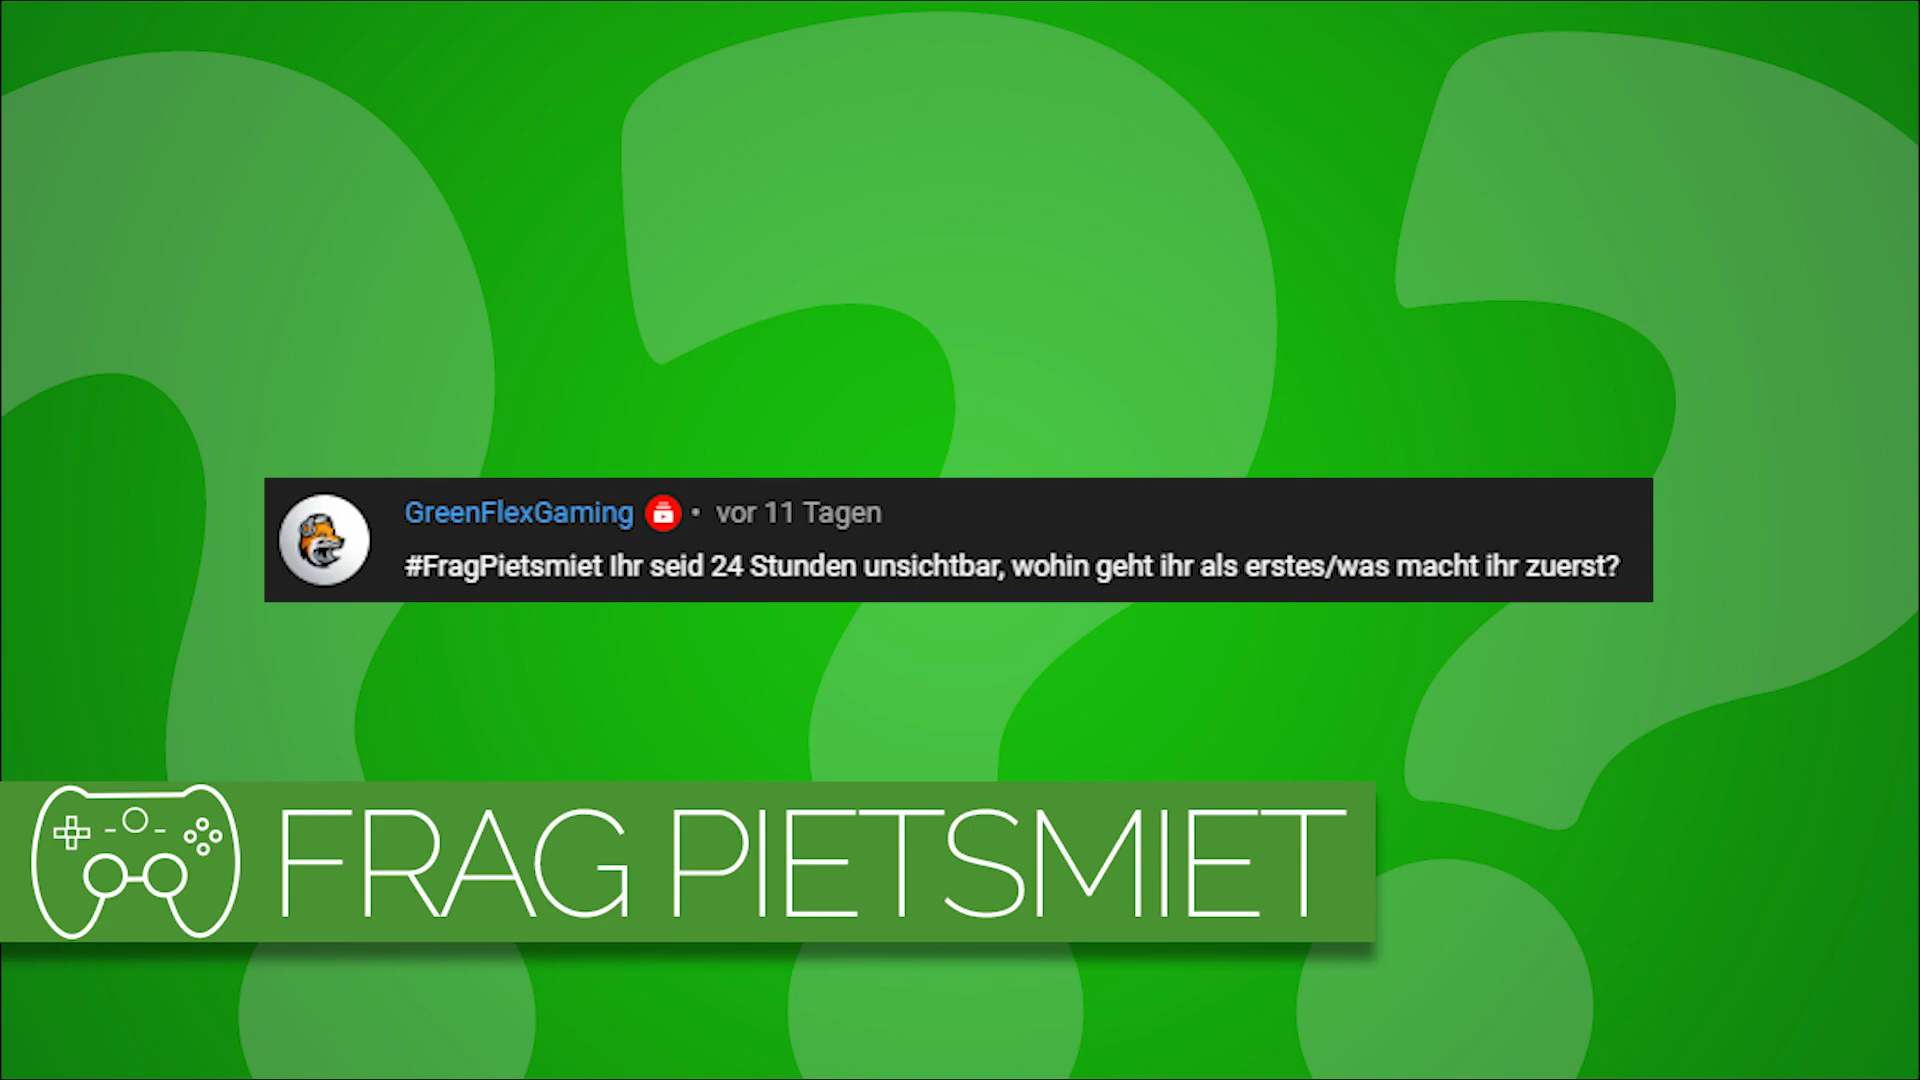 GreenFlexGaming • vor 11 Tagen
#FragPietsmiet Ihr seid 24 Stunden unsichtbar, wohin geht ihr als erstes/was macht ihr zuerst?
FRAG PIETSMIET